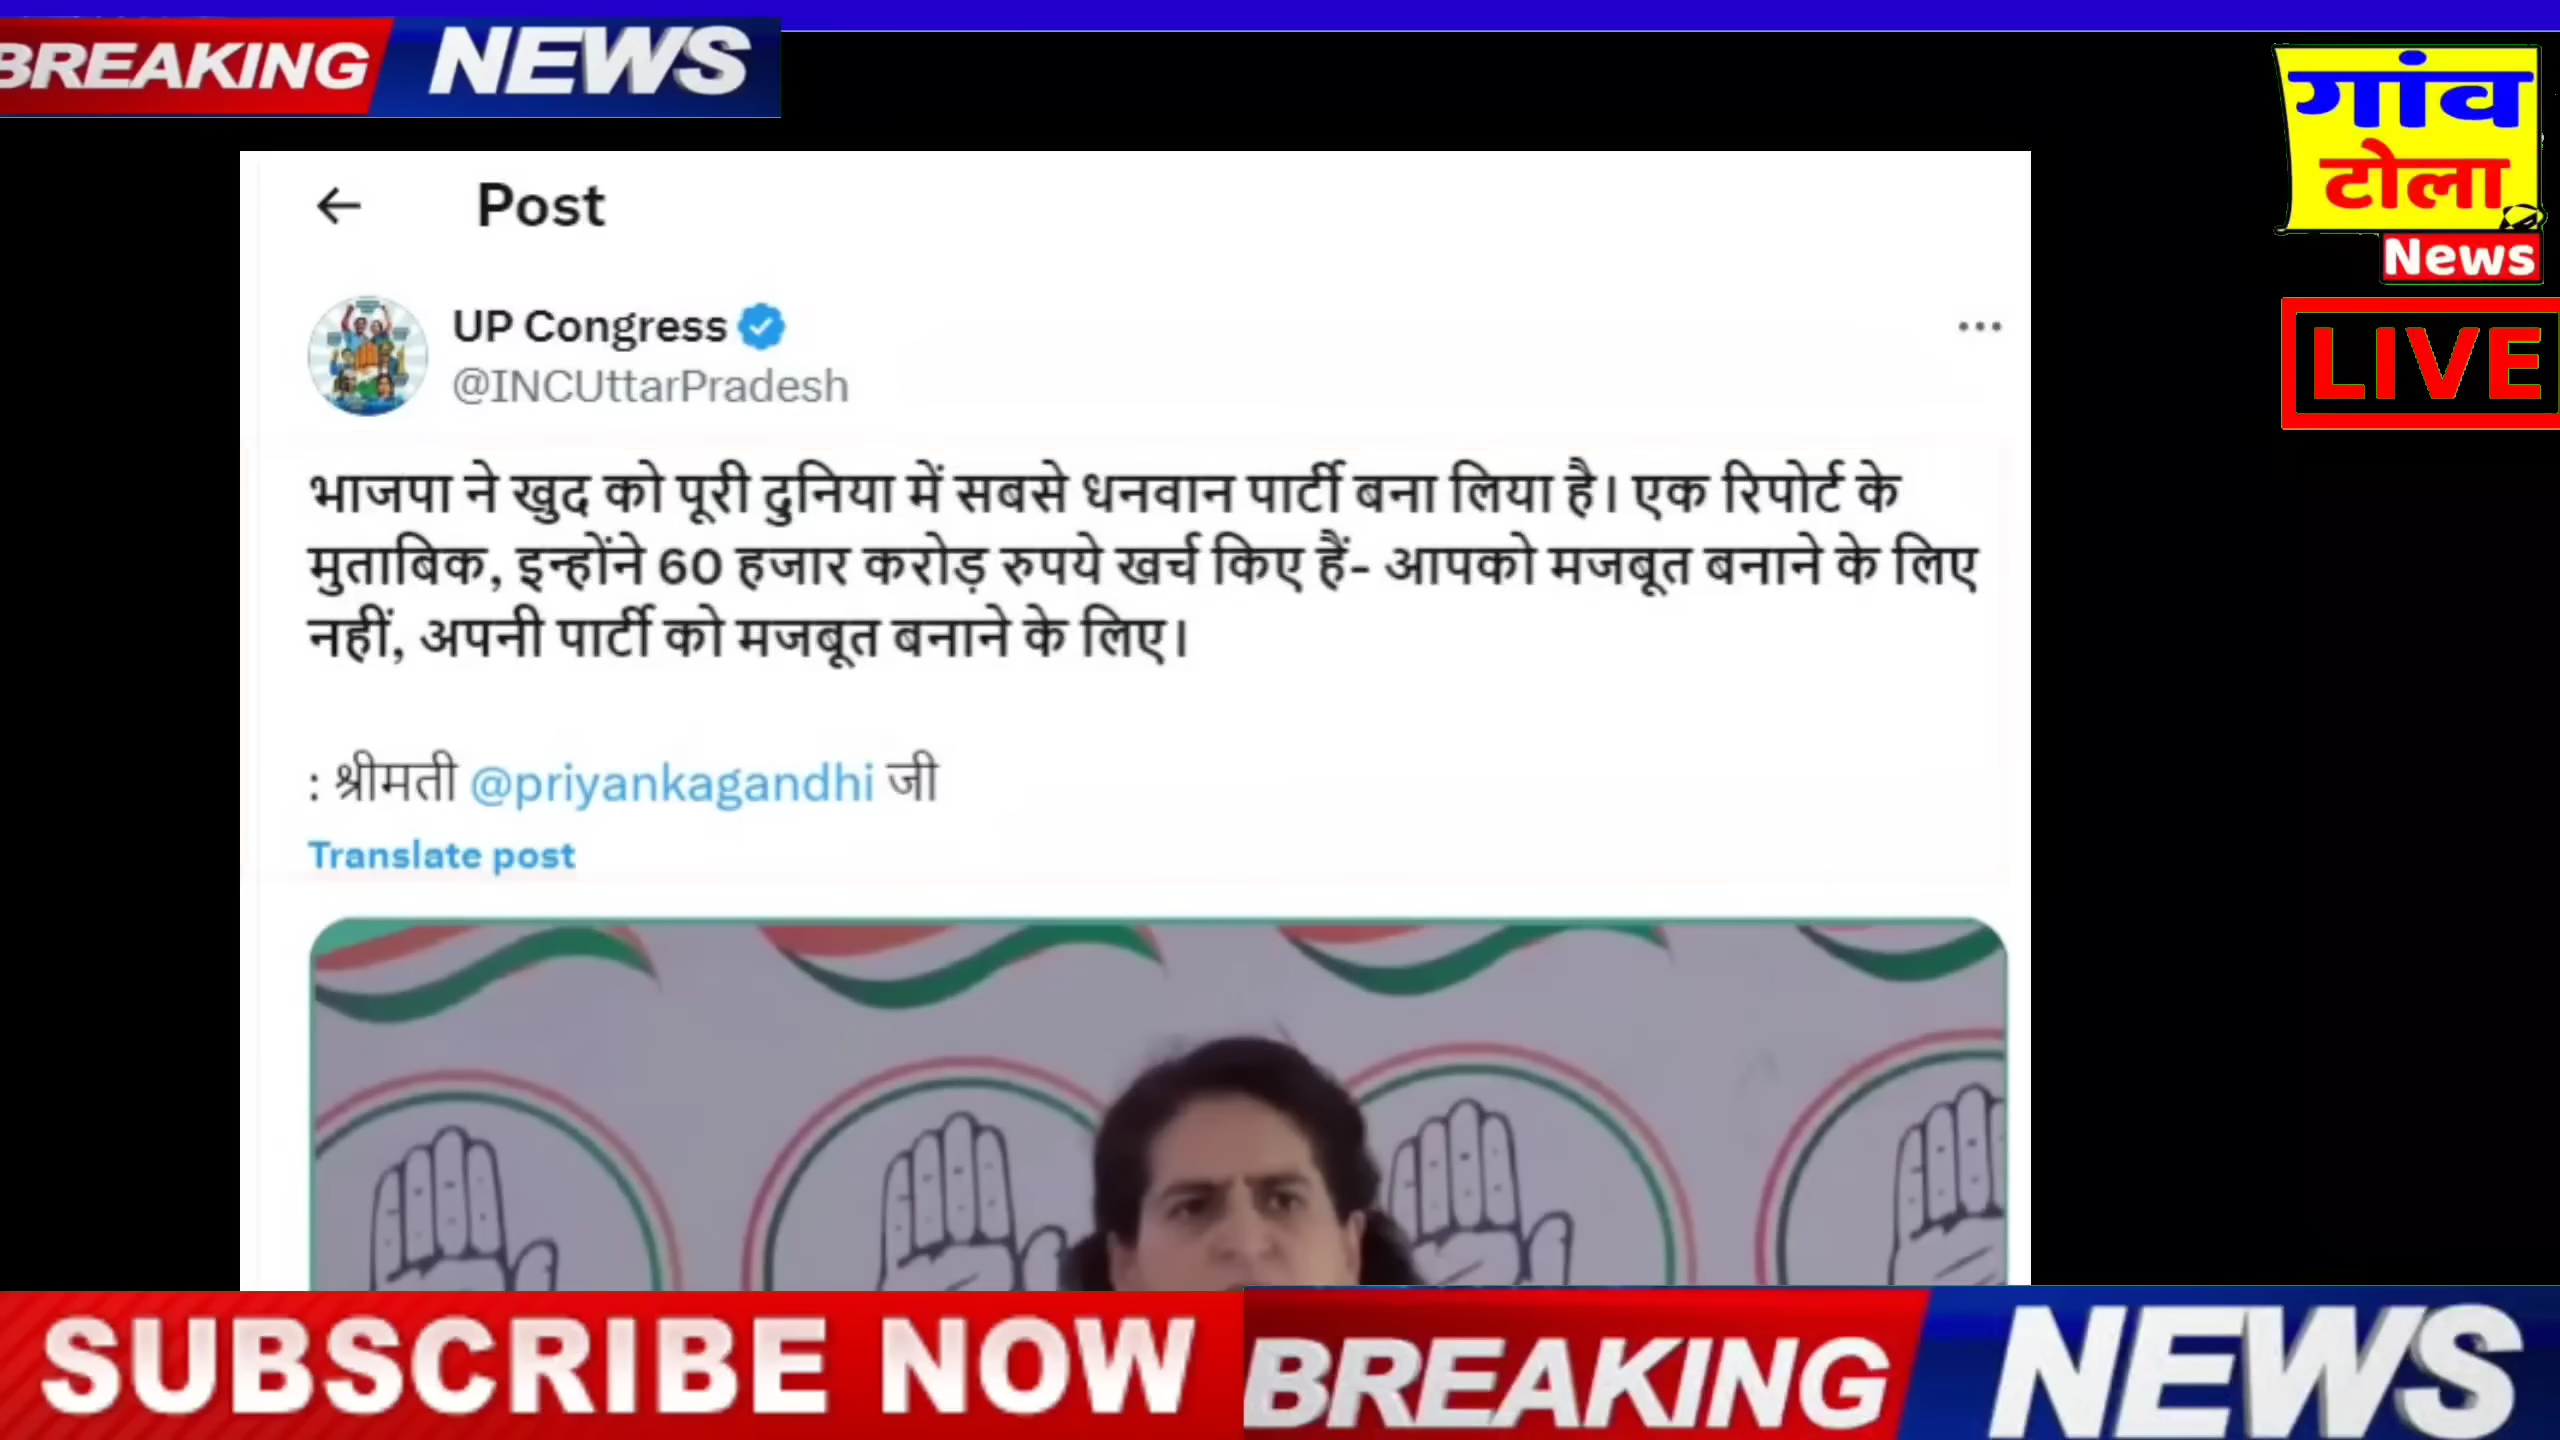 BREAKING NEWS
गांव
टोला
News
LIVE
Post
UP Congress
@INCUttarPradesh
भाजपा ने खुद को पूरी दुनिया में सबसे धनवान पार्टी बना लिया है। एक रिपोर्ट के
मुताबिक, इन्होंने 60 हजार करोड़ रुपये खर्च किए हैं- आपको मजबूत बनाने के लिए
नहीं, अपनी पार्टी को मजबूत बनाने के लिए।
: श्रीमती @priyankagandhi जी
Translate post
SUBSCRIBE NOW
BREAKING NEWS